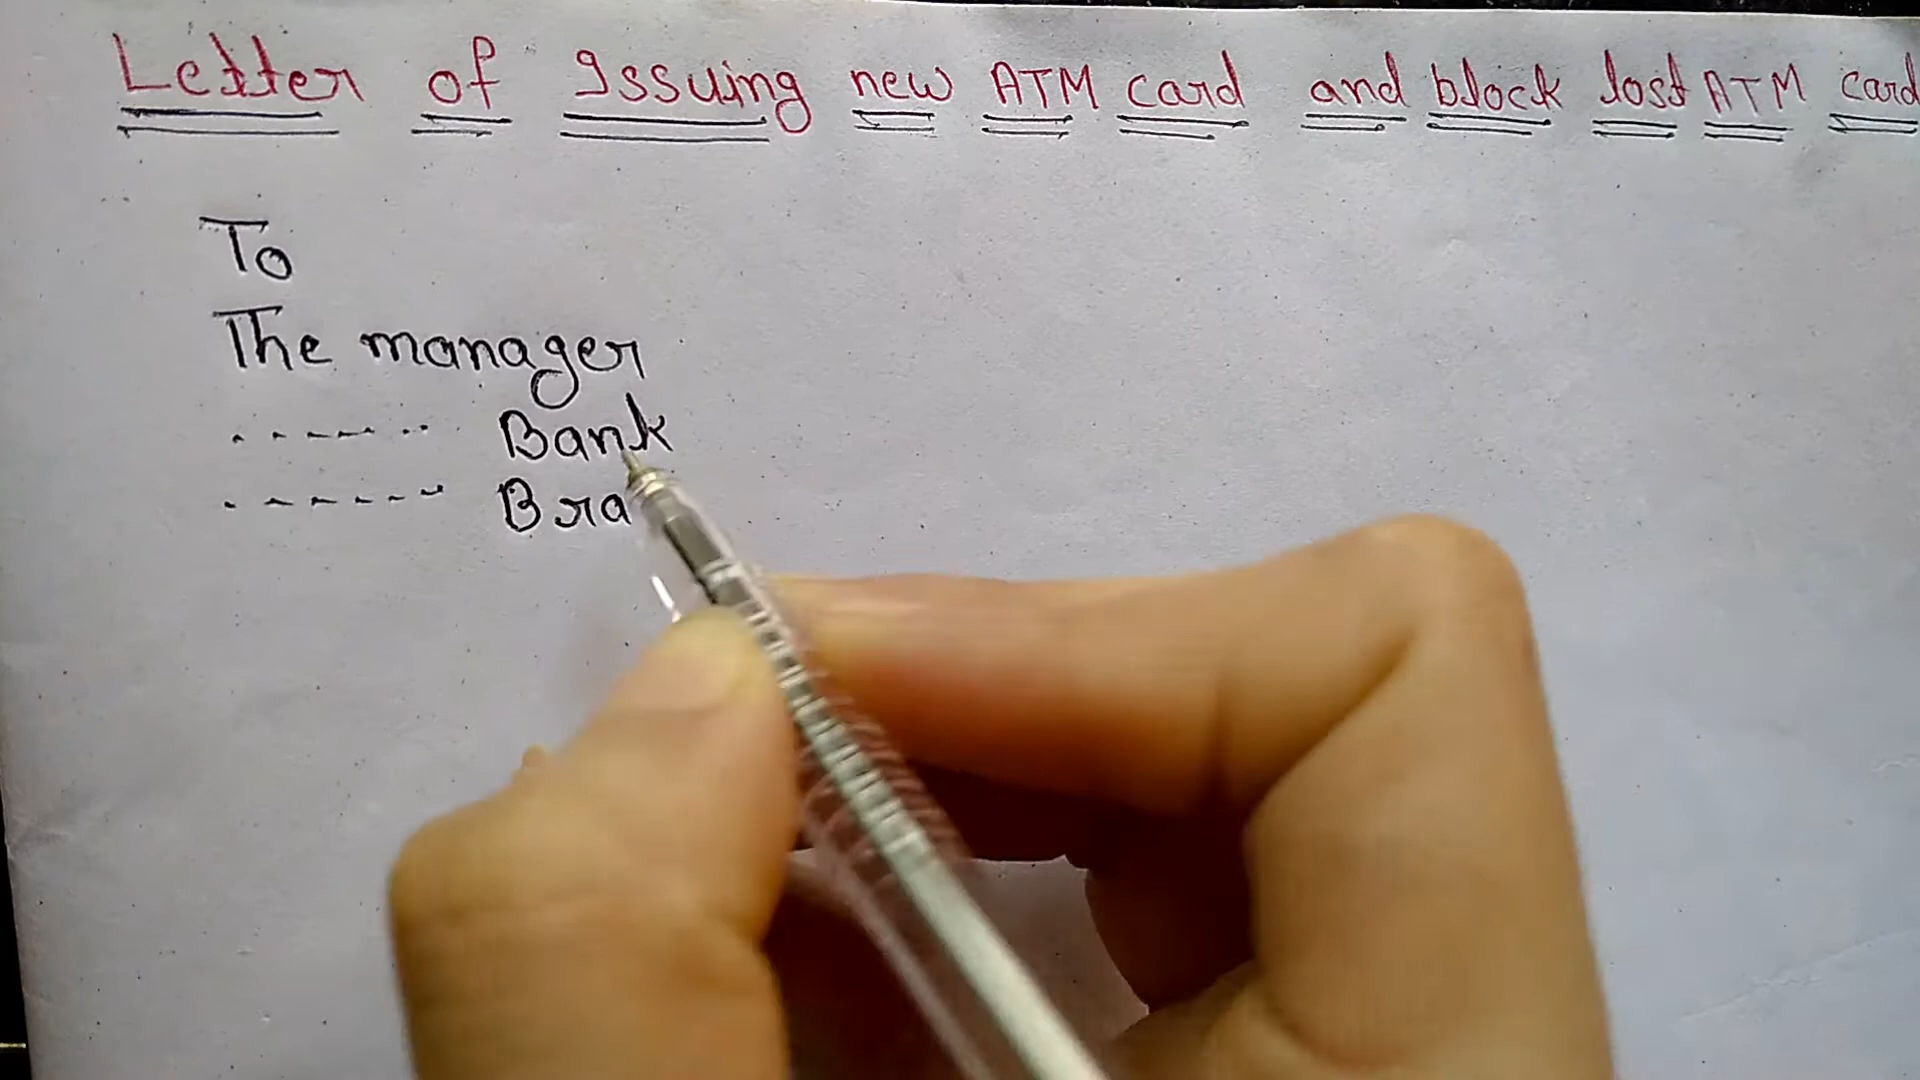 Letter of Issuing new ATM card and block lost ATM card
To
The manager
....... Bank
....... Bra